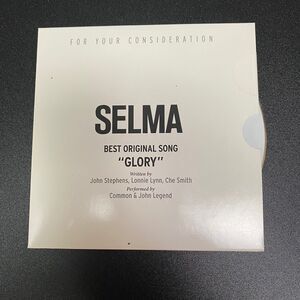 FOR YOUR CONSIDERATION
SELMA
BEST ORIGINAL SONG
“GLORY”
Written by
John Stephens, Lonnie Lynn, Che Smith
Performed by
Common & John Legend